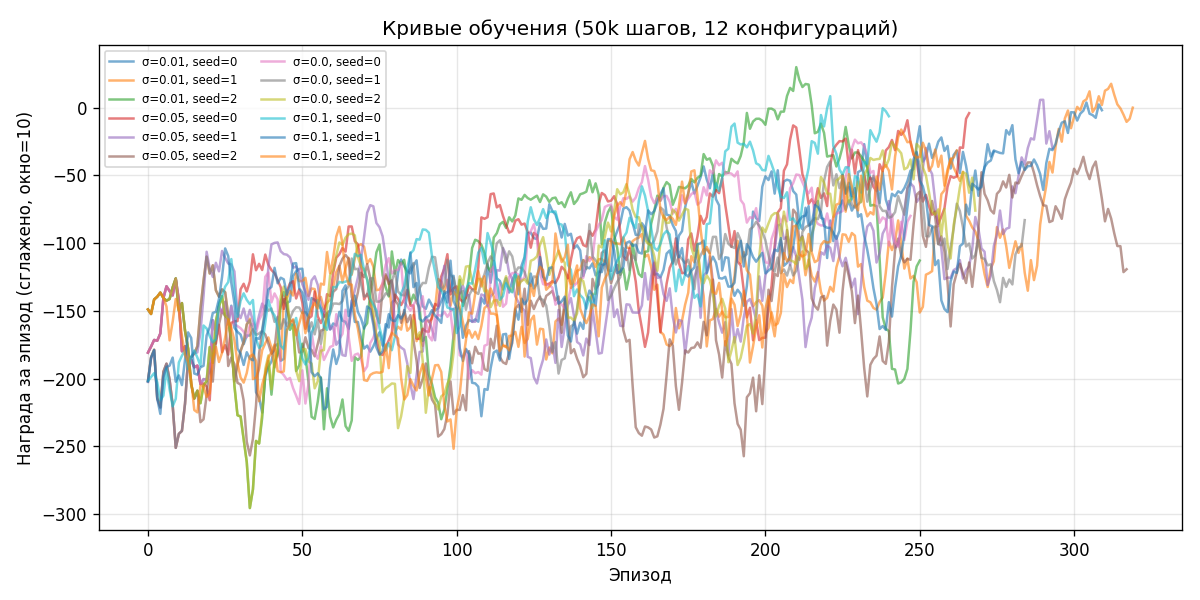 Кривые обучения (50k шагов, 12 конфигураций)
σ=0.01, seed=0
σ=0.01, seed=1
σ=0.01, seed=2
σ=0.05, seed=0
σ=0.05, seed=1
σ=0.05, seed=2
σ=0.0, seed=0
σ=0.0, seed=1
σ=0.0, seed=2
σ=0.1, seed=0
σ=0.1, seed=1
σ=0.1, seed=2
Награда за эпизод (сглажено, окно=10)
0
−50
−100
−150
−200
−250
−300
0 50 100 150 200 250 300
Эпизод